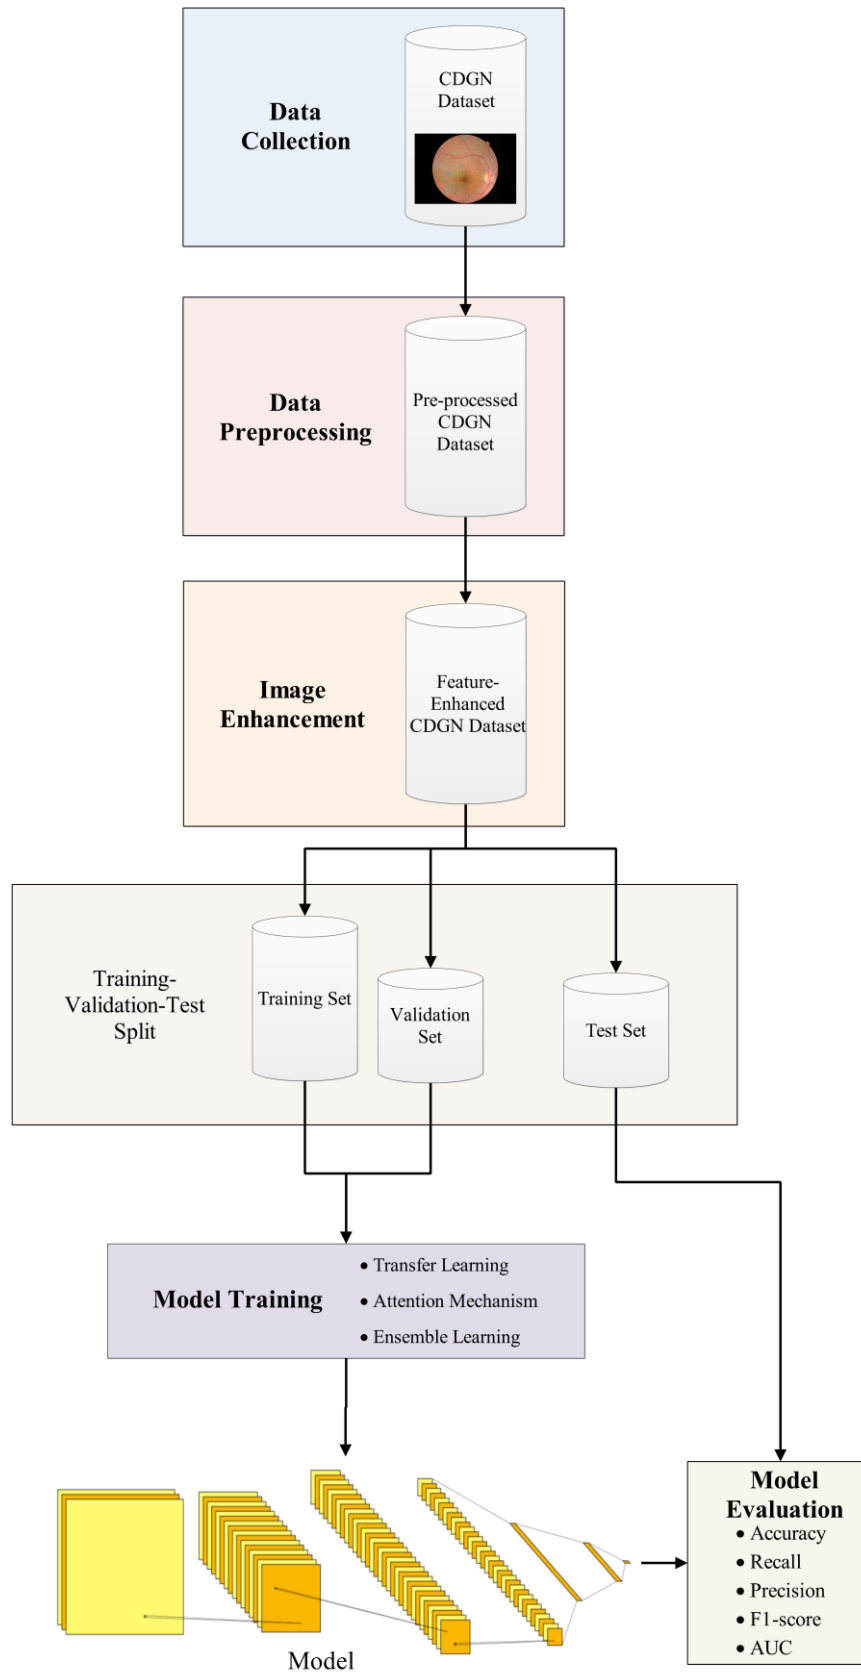 Data
Collection
CDGN
Dataset
Data
Preprocessing
Pre-processed
CDGN
Dataset
Image
Enhancement
Feature-
Enhanced
CDGN Dataset
Training-
Validation-Test
Split
Training Set
Validation
Set
Test Set
Model Training
● Transfer Learning
● Attention Mechanism
● Ensemble Learning
Model
Model
Evaluation
● Accuracy
● Recall
● Precision
● F1-score
● AUC